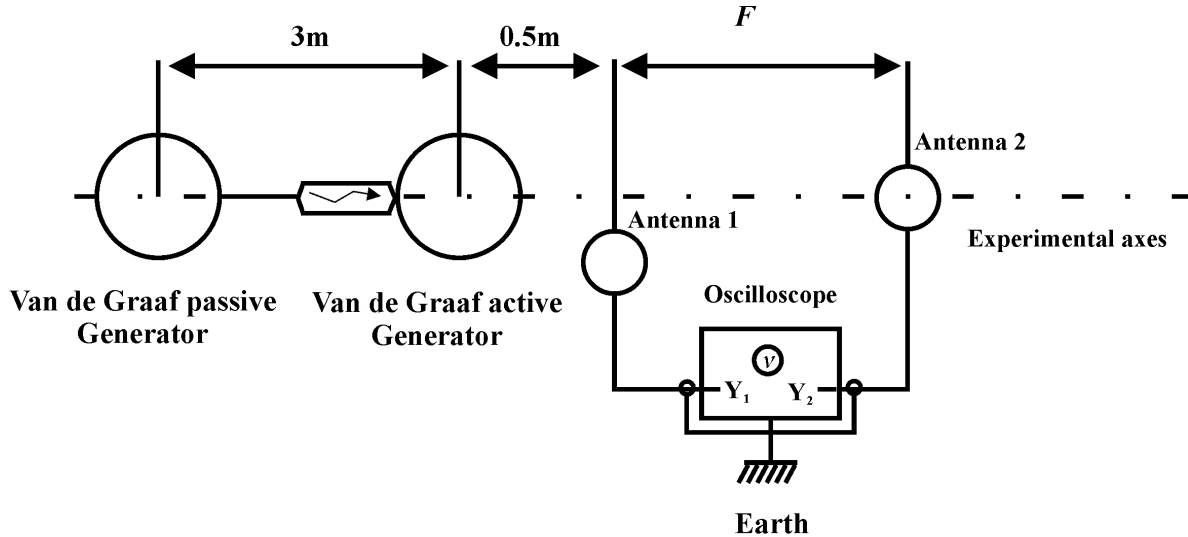 3m
0.5m
F
Antenna 2
Antenna 1
Experimental axes
Van de Graaf passive
Generator
Van de Graaf active
Generator
Oscilloscope
v
Y₁
Y₂
Earth